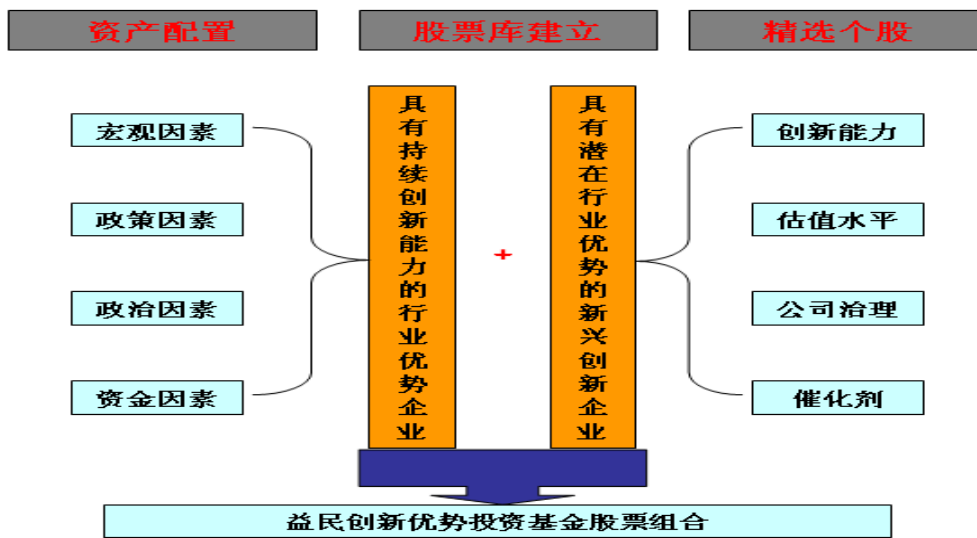 资产配置
股票库建立
精选个股
宏观因素
政策因素
政治因素
资金因素
具有持续创新能力的行业优势企业
+
具有潜在行业优势的新兴创新企业
创新能力
估值水平
公司治理
催化剂
益民创新优势投资基金股票组合